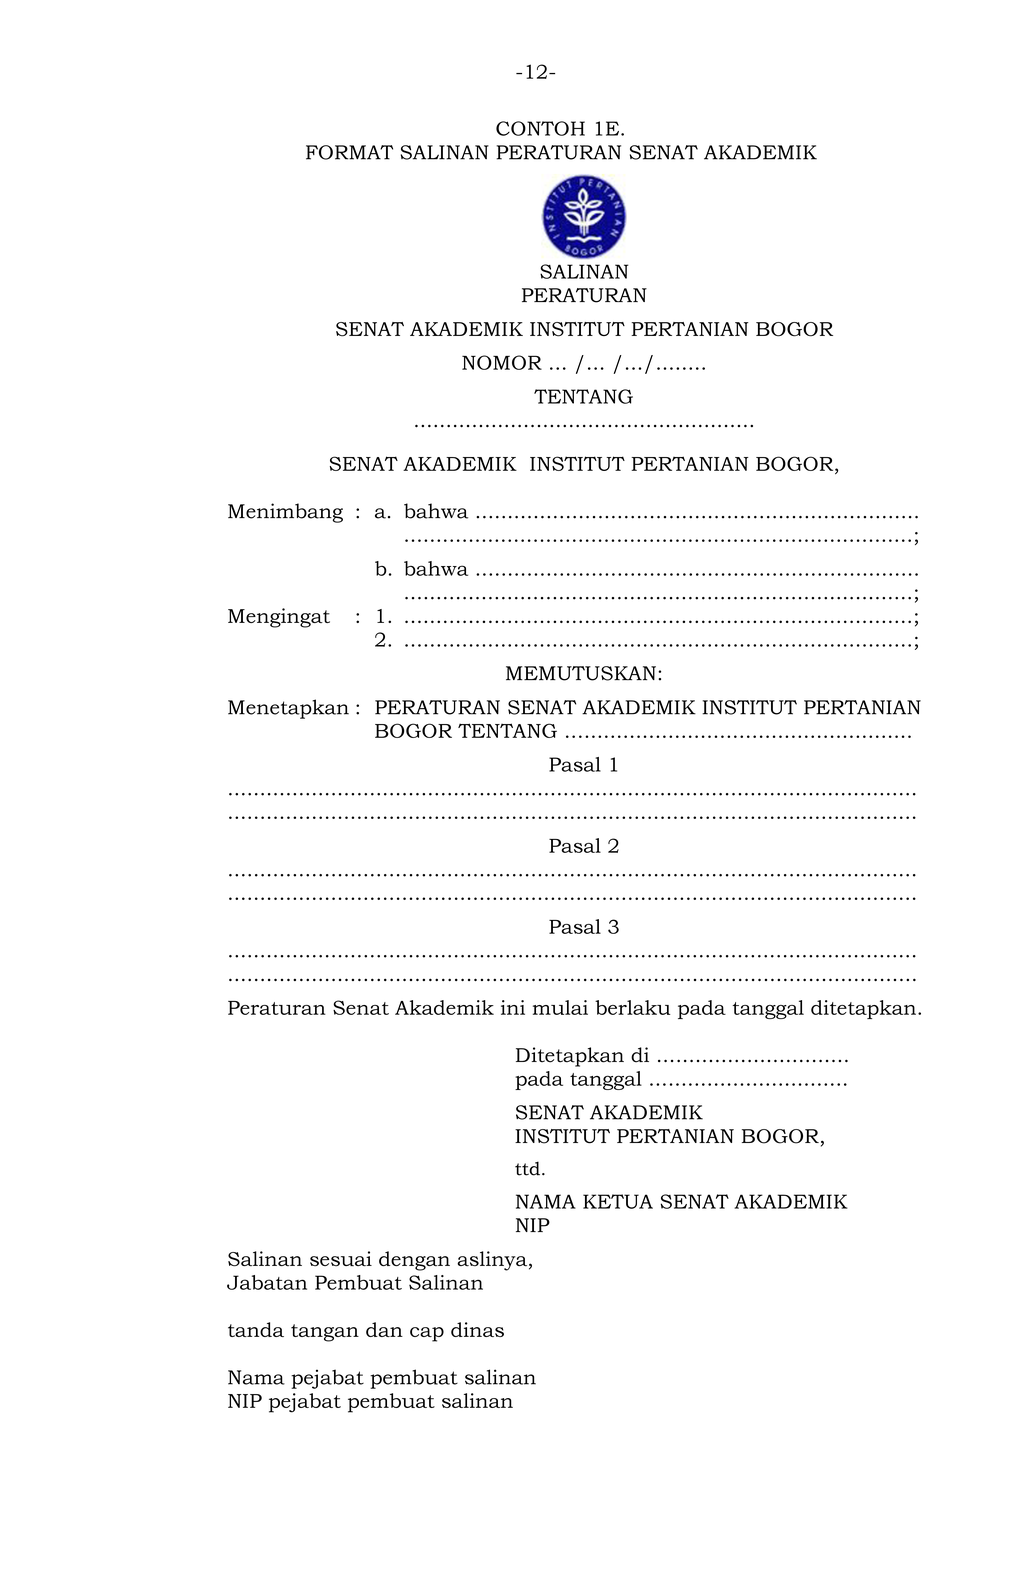 -12-
CONTOH 1E.
FORMAT SALINAN PERATURAN SENAT AKADEMIK
INSTITUT PERTANIAN BOGOR
SALINAN
PERATURAN
SENAT AKADEMIK INSTITUT PERTANIAN BOGOR
NOMOR ... /... /.../........
TENTANG
.....................................................
SENAT AKADEMIK INSTITUT PERTANIAN BOGOR,
Menimbang : a. bahwa .....................................................................
...............................................................................;
b. bahwa .....................................................................
...............................................................................;
Mengingat : 1. ...............................................................................;
2. ...............................................................................;
MEMUTUSKAN:
Menetapkan : PERATURAN SENAT AKADEMIK INSTITUT PERTANIAN
BOGOR TENTANG ......................................................
Pasal 1
...........................................................................................................
...........................................................................................................
Pasal 2
...........................................................................................................
...........................................................................................................
Pasal 3
...........................................................................................................
...........................................................................................................
Peraturan Senat Akademik ini mulai berlaku pada tanggal ditetapkan.
Ditetapkan di ..............................
pada tanggal ...............................
SENAT AKADEMIK
INSTITUT PERTANIAN BOGOR,
ttd.
NAMA KETUA SENAT AKADEMIK
NIP
Salinan sesuai dengan aslinya,
Jabatan Pembuat Salinan
tanda tangan dan cap dinas
Nama pejabat pembuat salinan
NIP pejabat pembuat salinan